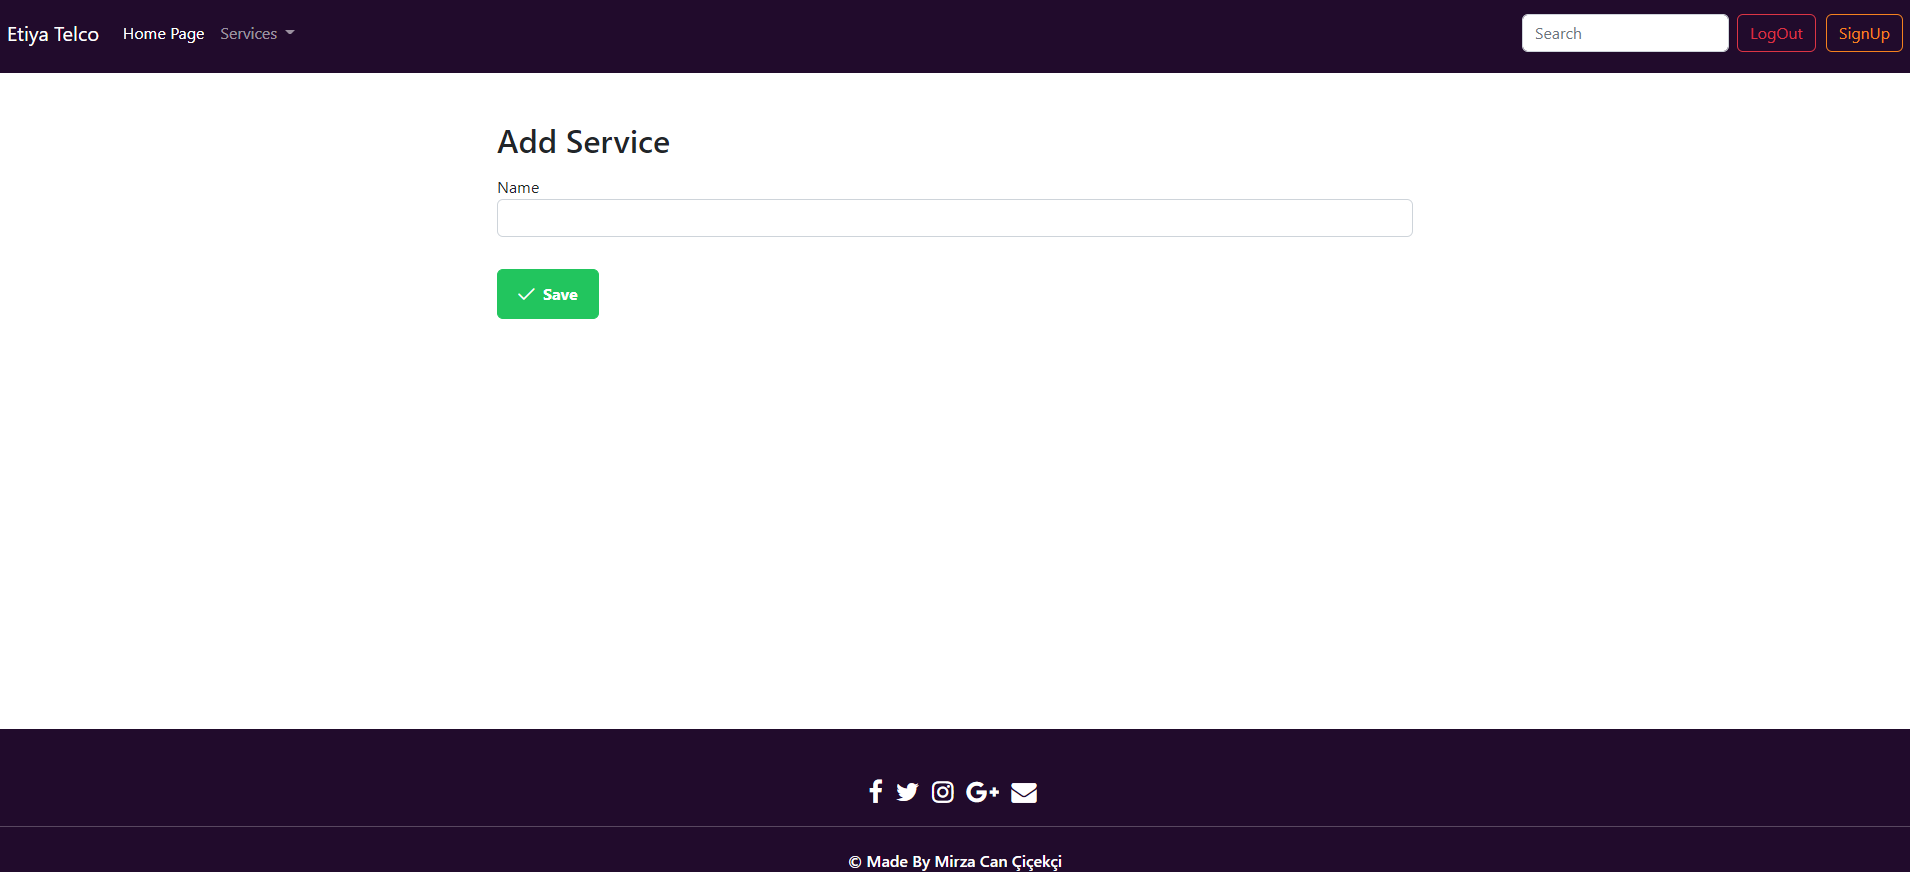 Etiya Telco Home Page Services Search LogOut SignUp
Add Service
Name
Save
© Made By Mirza Can Çiçekçi